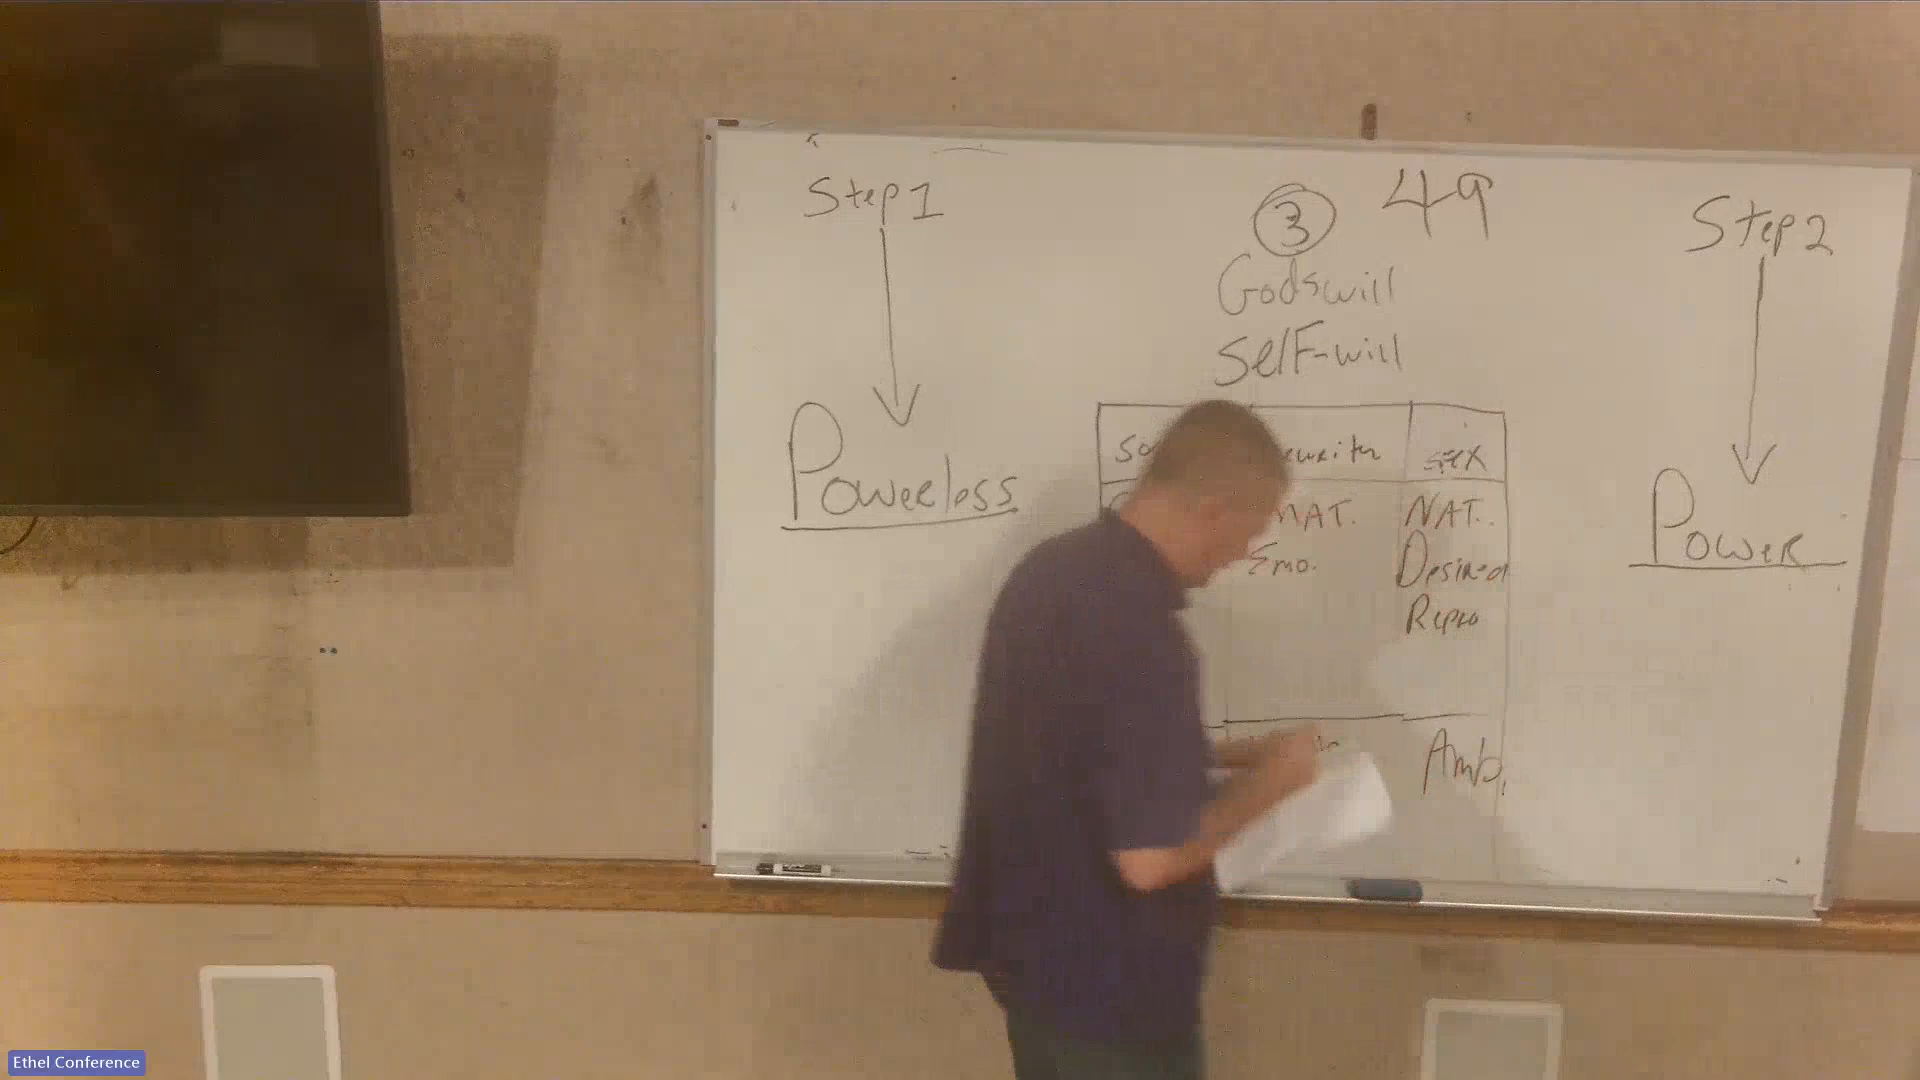 Step 1
Powerless
③ 49
Godswill
Self-will
sex
MAT. NAT.
Emo. Desired
Repro
Amb.
Step 2
Power
Ethel Conference